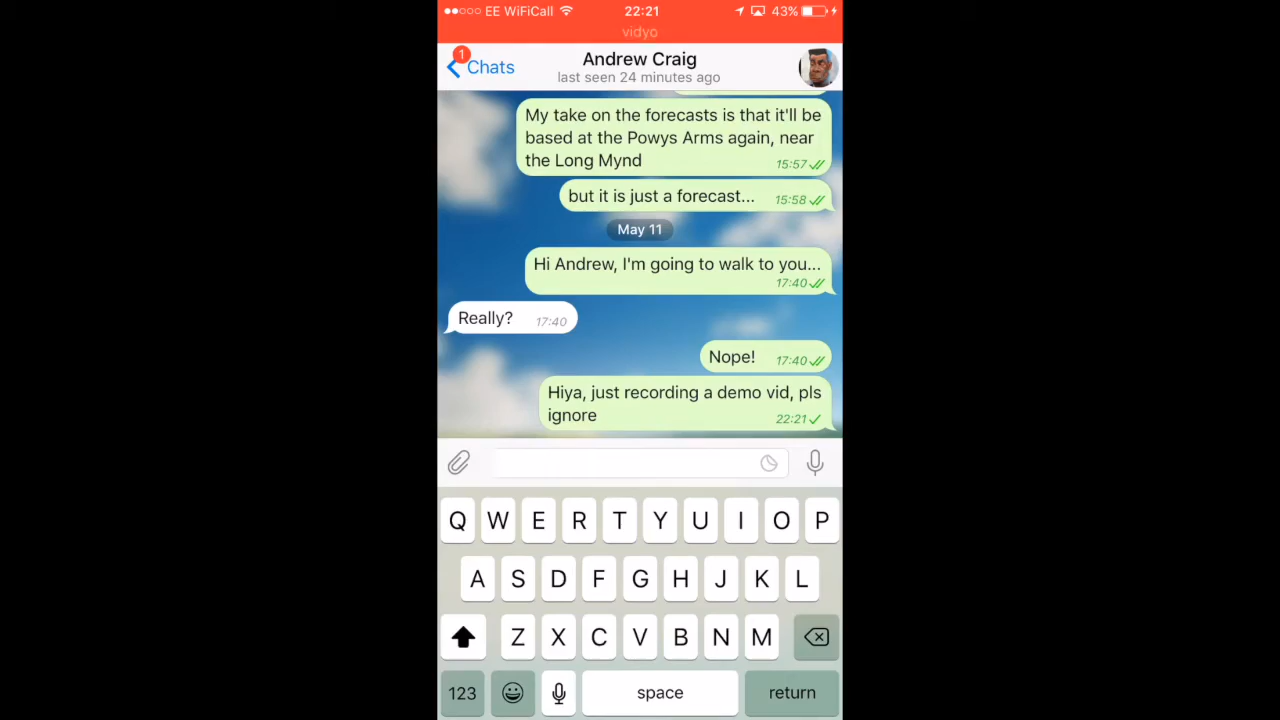 EE WiFiCall 22:21 43%
vidyo
1
Chats
Andrew Craig
last seen 24 minutes ago
My take on the forecasts is that it'll be
based at the Powys Arms again, near
the Long Mynd 15:57
but it is just a forecast... 15:58
May 11
Hi Andrew, I'm going to walk to you...
17:40
Really? 17:40
Nope! 17:40
Hiya, just recording a demo vid, pls
ignore 22:21
Q W E R T Y U I O P
A S D F G H J K L
Z X C V B N M
123 space return